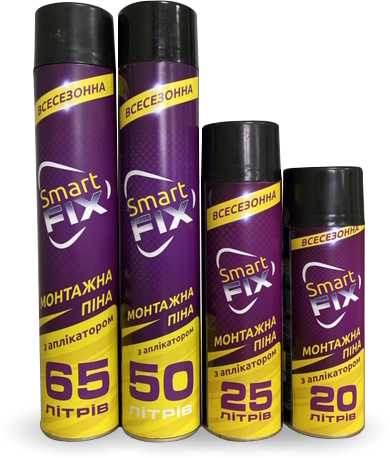 ВСЕСЕЗОННА
Smart
FIX
МОНТАЖНА
ПІНА
з аплікатором
65
ЛІТРІВ
ВСЕСЕЗОННА
Smart
FIX
МОНТАЖНА
ПІНА
з аплікатором
50
ЛІТРІВ
ВСЕСЕЗОННА
Smart
FIX
МОНТАЖНА
ПІНА
з аплікатором
25
ЛІТРІВ
ВСЕСЕЗОННА
Smart
FIX
МОНТАЖНА
ПІНА
з аплікатором
20
ЛІТРІВ